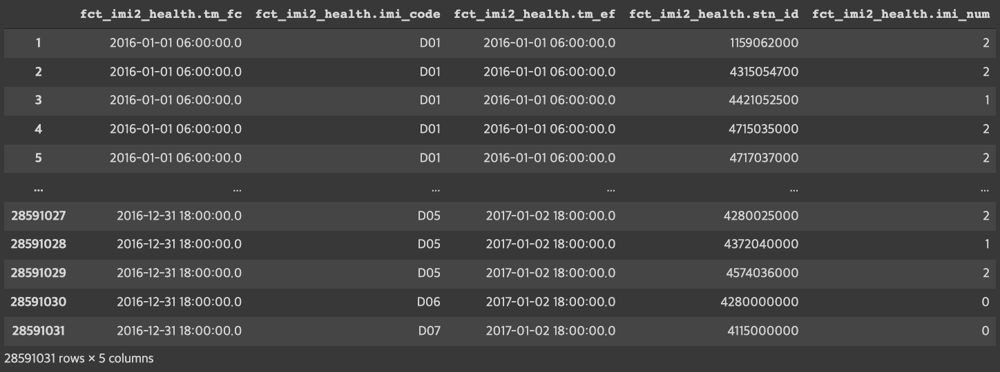 fct_imi2_health.tm_fc fct_imi2_health.imi_code fct_imi2_health.tm_ef fct_imi2_health.stn_id fct_imi2_health.imi_num
1 2016-01-01 06:00:00.0 D01 2016-01-01 06:00:00.0 1159062000 2
2 2016-01-01 06:00:00.0 D01 2016-01-01 06:00:00.0 4315054700 2
3 2016-01-01 06:00:00.0 D01 2016-01-01 06:00:00.0 4421052500 1
4 2016-01-01 06:00:00.0 D01 2016-01-01 06:00:00.0 4715035000 2
5 2016-01-01 06:00:00.0 D01 2016-01-01 06:00:00.0 4717037000 2
... ... ... ... ... ...
28591027 2016-12-31 18:00:00.0 D05 2017-01-02 18:00:00.0 4280025000 2
28591028 2016-12-31 18:00:00.0 D05 2017-01-02 18:00:00.0 4372040000 1
28591029 2016-12-31 18:00:00.0 D05 2017-01-02 18:00:00.0 4574036000 2
28591030 2016-12-31 18:00:00.0 D06 2017-01-02 18:00:00.0 4280000000 0
28591031 2016-12-31 18:00:00.0 D07 2017-01-02 18:00:00.0 4115000000 0
28591031 rows × 5 columns